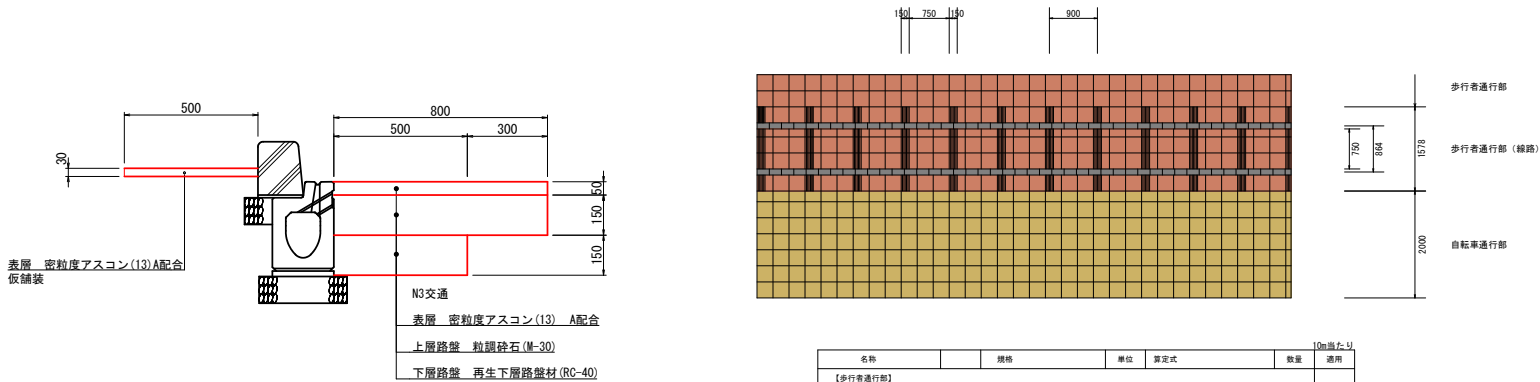 500
30
表層　密粒度アスコン(13)A配合
仮舗装
800
500
300
50
150
150
N3交通
表層　密粒度アスコン(13)　A配合
上層路盤　粒調砕石(M-30)
下層路盤　再生下層路盤材(RC-40)
150
750
150
900
歩行者通行部
750
864
1578
歩行者通行部（線路）
2000
自転車通行部
10m当たり
名称　規格　単位　算定式　数量　適用
【歩行者通行部】